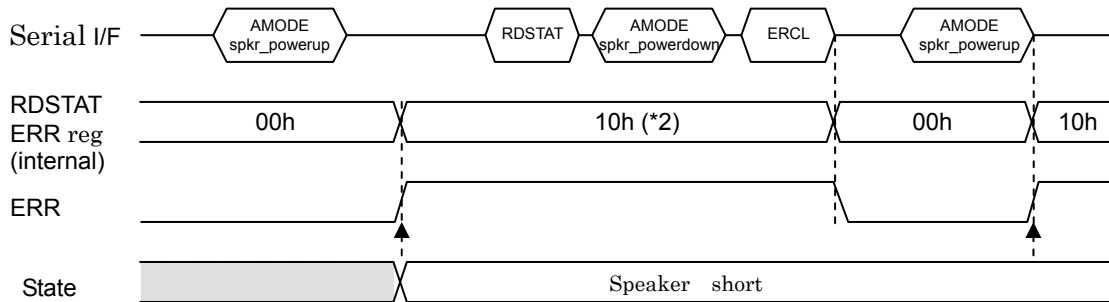 Serial I/F
AMODE
spkr_powerup
RDSTAT
AMODE
spkr_powerdown
ERCL
AMODE
spkr_powerup
RDSTAT
ERR reg
(internal)
00h
10h (*2)
00h
10h
ERR
State
Speaker short